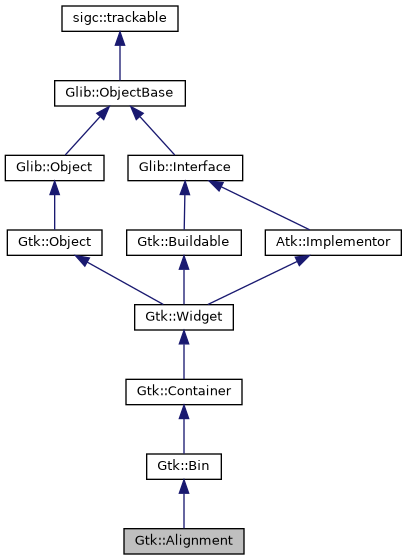 sigc::trackable
Glib::ObjectBase
Glib::Object
Glib::Interface
Gtk::Object
Gtk::Buildable
Atk::Implementor
Gtk::Widget
Gtk::Container
Gtk::Bin
Gtk::Alignment